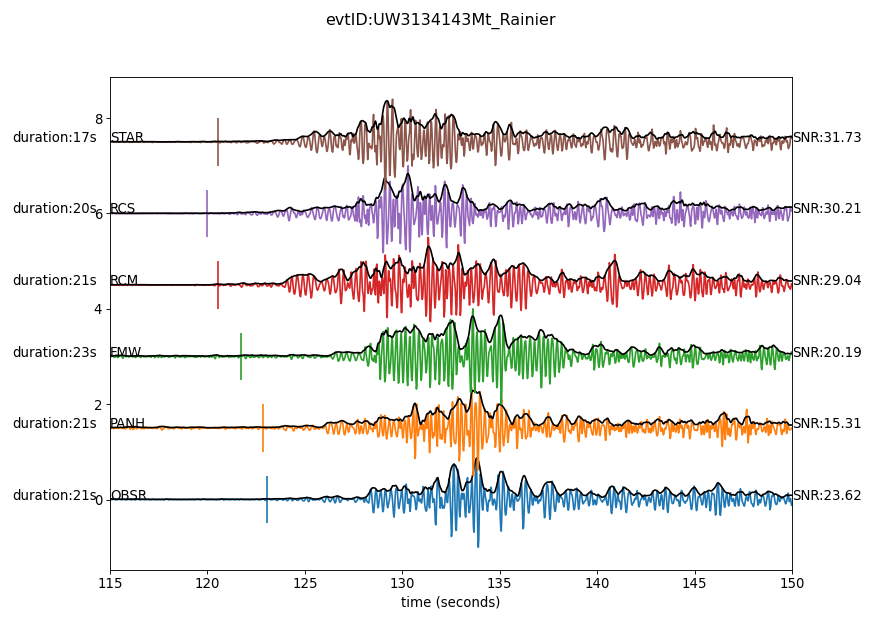 evtID:UW3134143Mt_Rainier
8
duration:17s STAR SNR:31.73
duration:20s 6 RCS SNR:30.21
duration:21s RCM SNR:29.04
4
duration:23s FMW SNR:20.19
2
duration:21s PANH SNR:15.31
duration:21s 0 OBSR SNR:23.62
115 120 125 130 135 140 145 150
time (seconds)